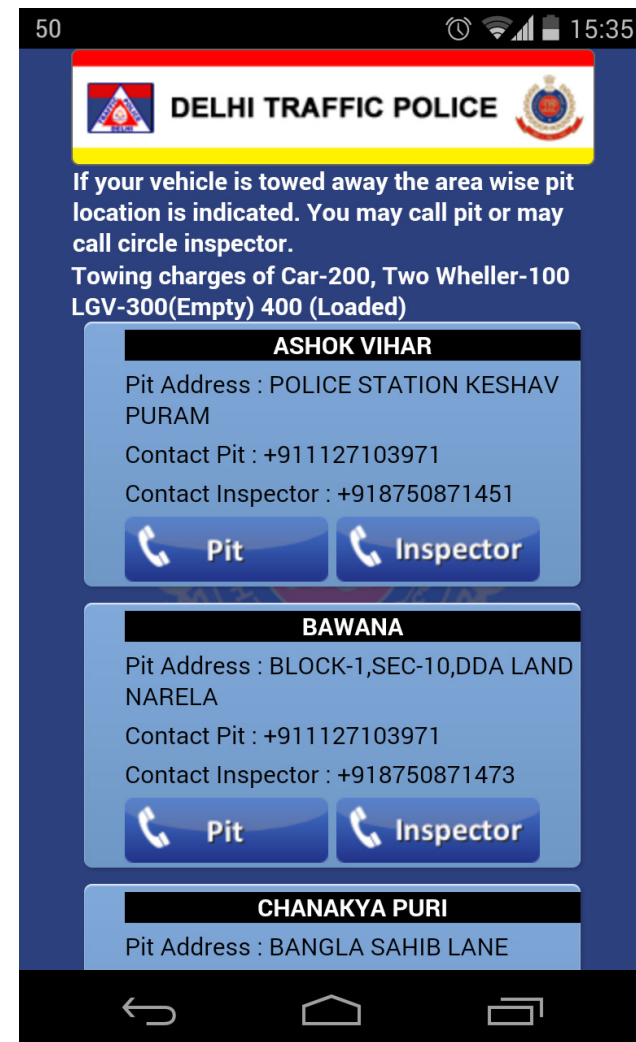 50 15:35
DELHI TRAFFIC POLICE
If your vehicle is towed away the area wise pit
location is indicated. You may call pit or may
call circle inspector.
Towing charges of Car-200, Two Wheller-100
LGV-300(Empty) 400 (Loaded)
ASHOK VIHAR
Pit Address : POLICE STATION KESHAV
PURAM
Contact Pit : +911127103971
Contact Inspector : +918750871451
Pit Inspector
BAWANA
Pit Address : BLOCK-1,SEC-10,DDA LAND
NARELA
Contact Pit : +911127103971
Contact Inspector : +918750871473
Pit Inspector
CHANAKYA PURI
Pit Address : BANGLA SAHIB LANE